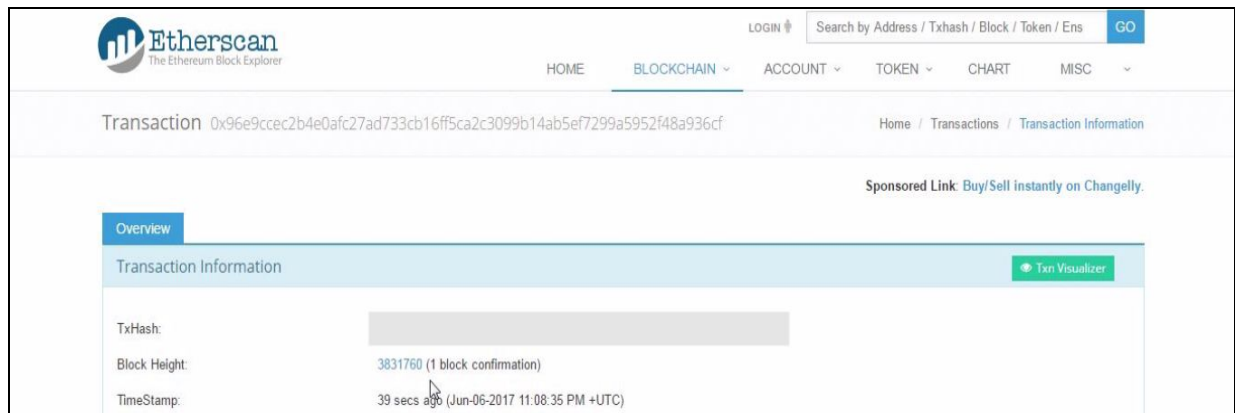 Etherscan
The Ethereum Block Explorer
LOGIN
Search by Address / Txhash / Block / Token / Ens
GO
HOME BLOCKCHAIN ACCOUNT TOKEN CHART MISC
Transaction 0x96e9ccec2b4e0afc27ad733cb16ff5ca2c3099b14ab5ef7299a5952f48a936cf
Home / Transactions / Transaction Information
Sponsored Link: Buy/Sell instantly on Changelly.
Overview
Transaction Information
Txn Visualizer
TxHash:
Block Height: 3831760 (1 block confirmation)
TimeStamp: 39 secs ago (Jun-06-2017 11:08:35 PM +UTC)